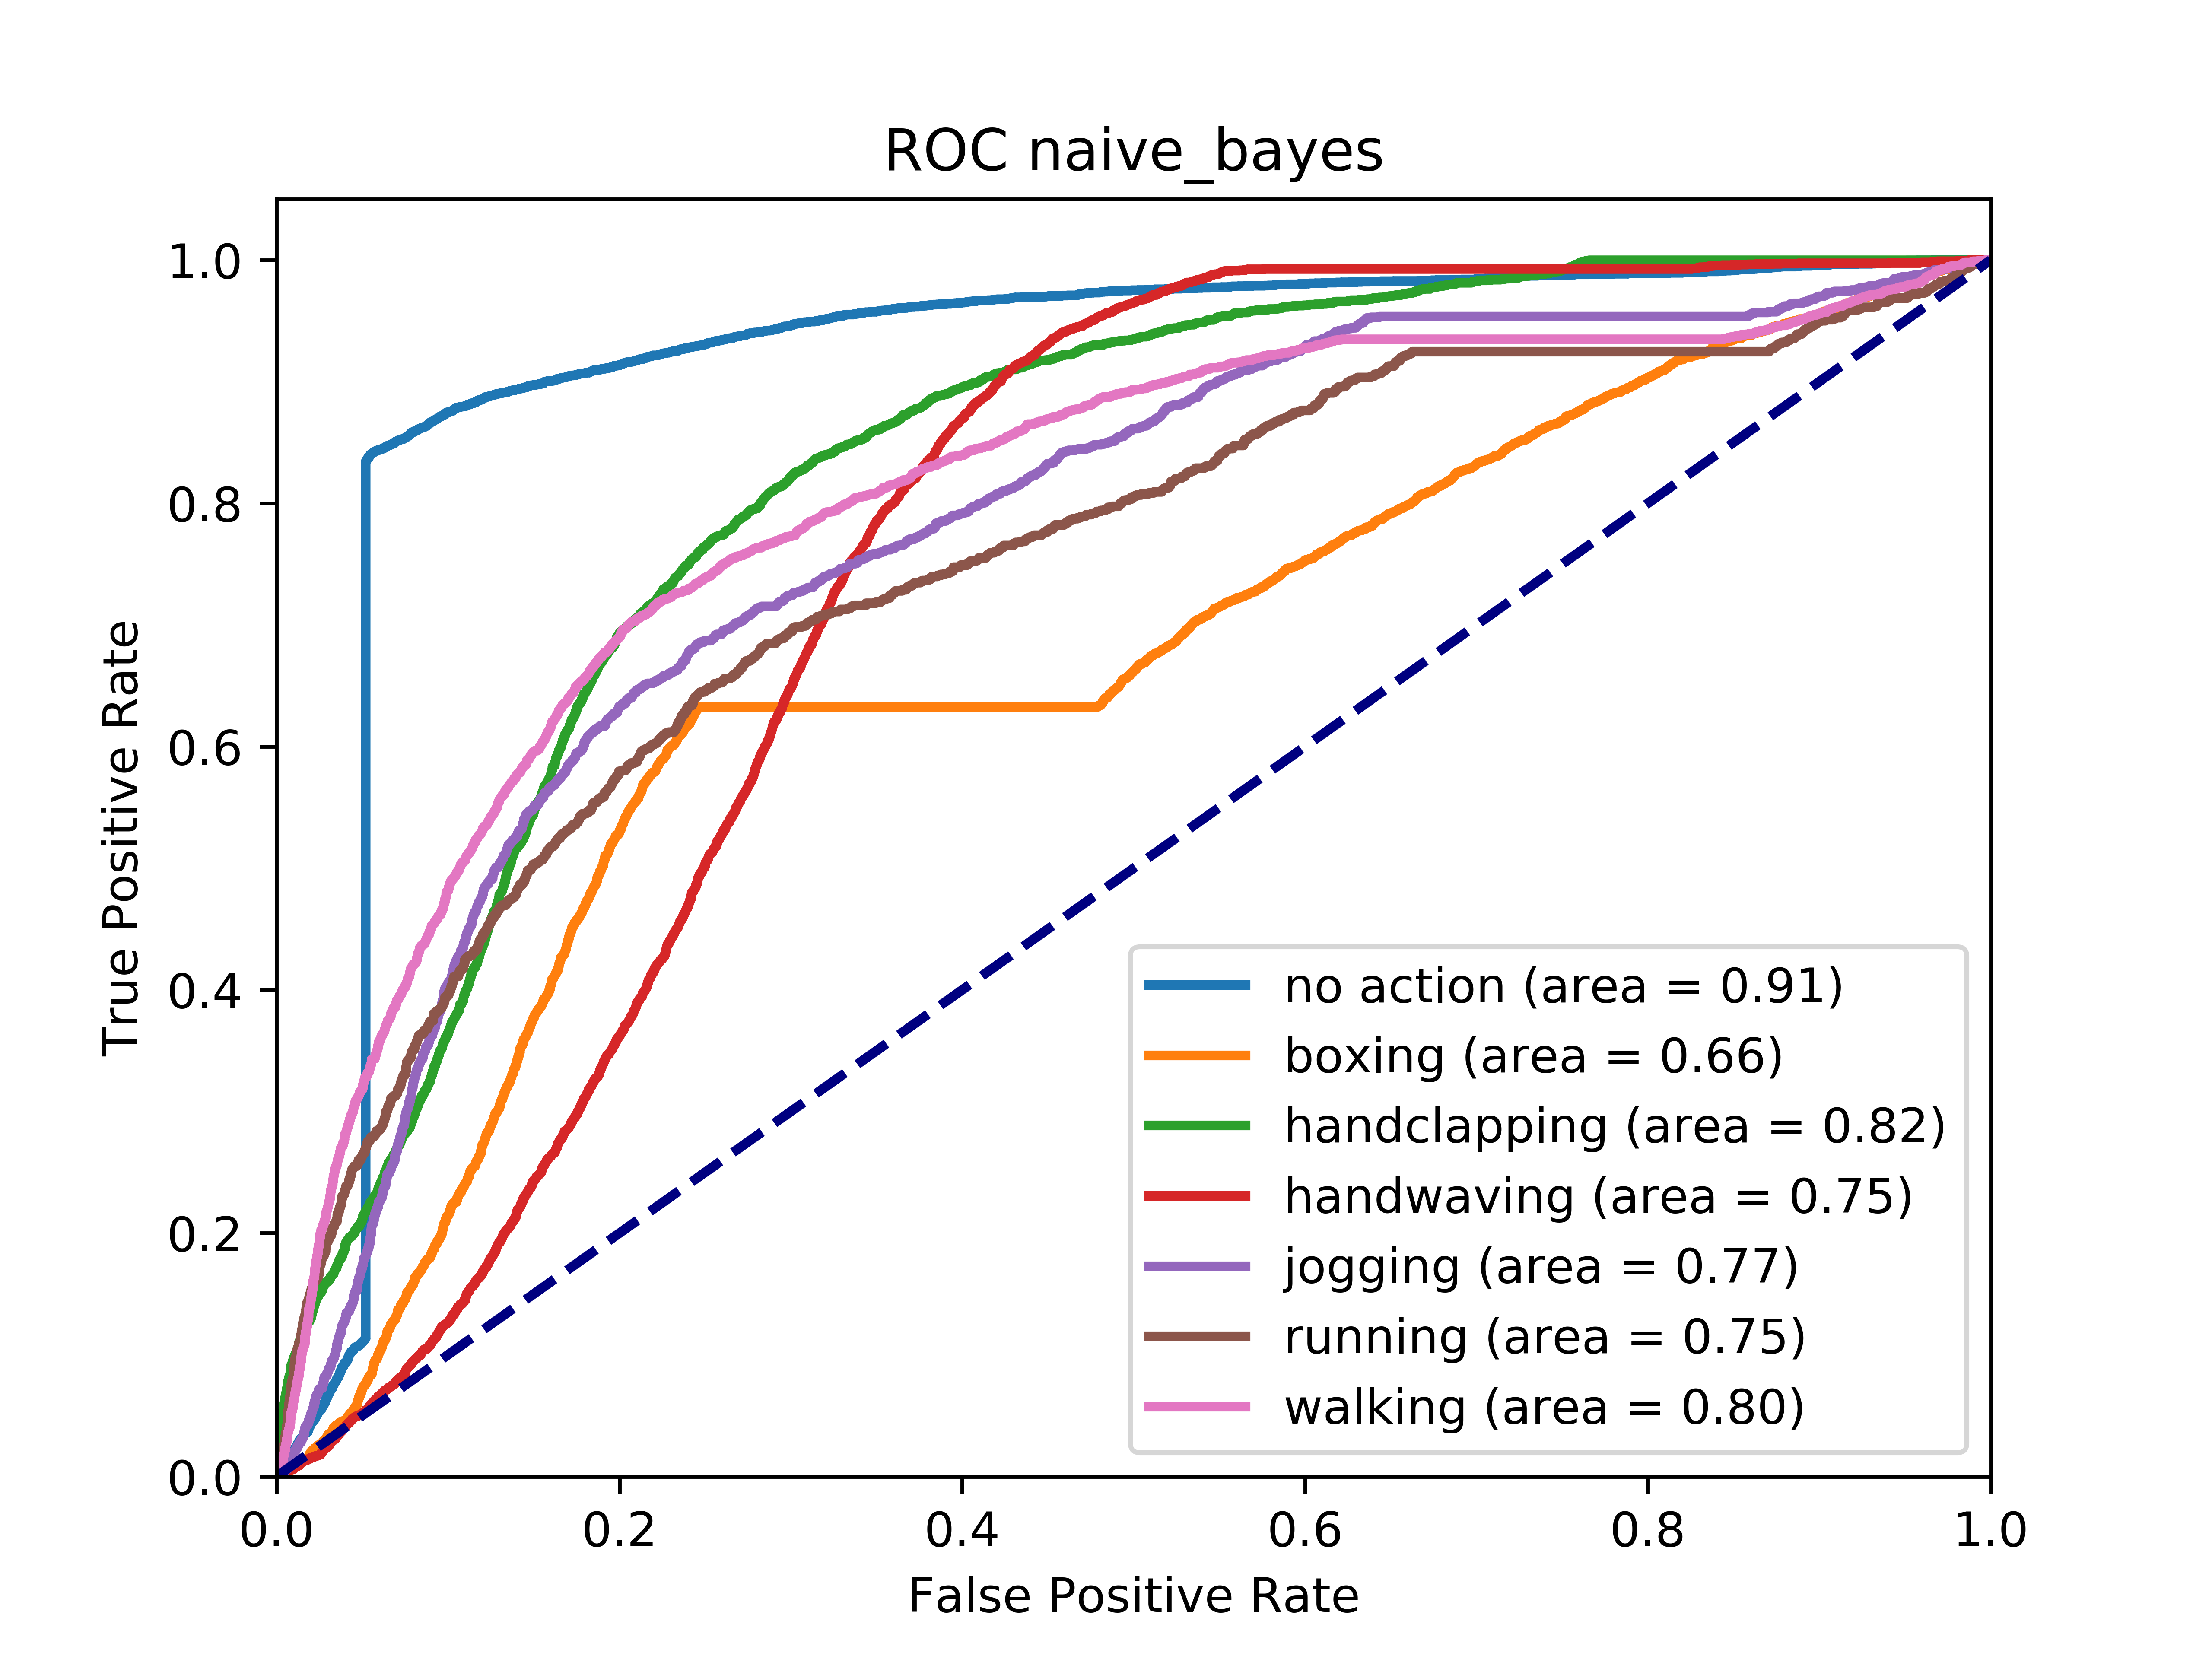 ROC naive_bayes
True Positive Rate
1.0
0.8
0.6
0.4
0.2
0.0
no action (area = 0.91)
boxing (area = 0.66)
handclapping (area = 0.82)
handwaving (area = 0.75)
jogging (area = 0.77)
running (area = 0.75)
walking (area = 0.80)
0.0 0.2 0.4 0.6 0.8 1.0
False Positive Rate